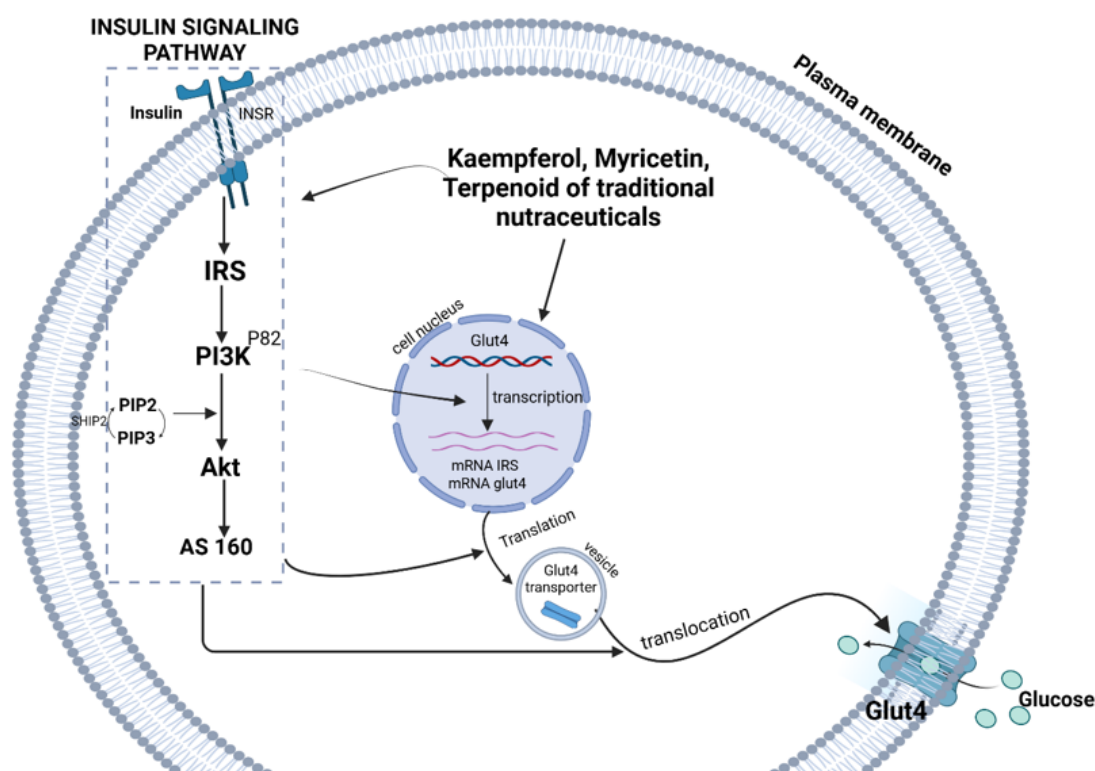 INSULIN SIGNALING
PATHWAY
Insulin
INSR
Plasma membrane
Kaempferol, Myricetin,
Terpenoid of traditional
nutraceuticals
IRS
P82
PI3K
SHIP2
PIP2
PIP3
Akt
AS 160
cell nucleus
Glut4
transcription
mRNA IRS
mRNA glut4
Translation
vesicle
Glut4
transporter
translocation
Glut4
Glucose